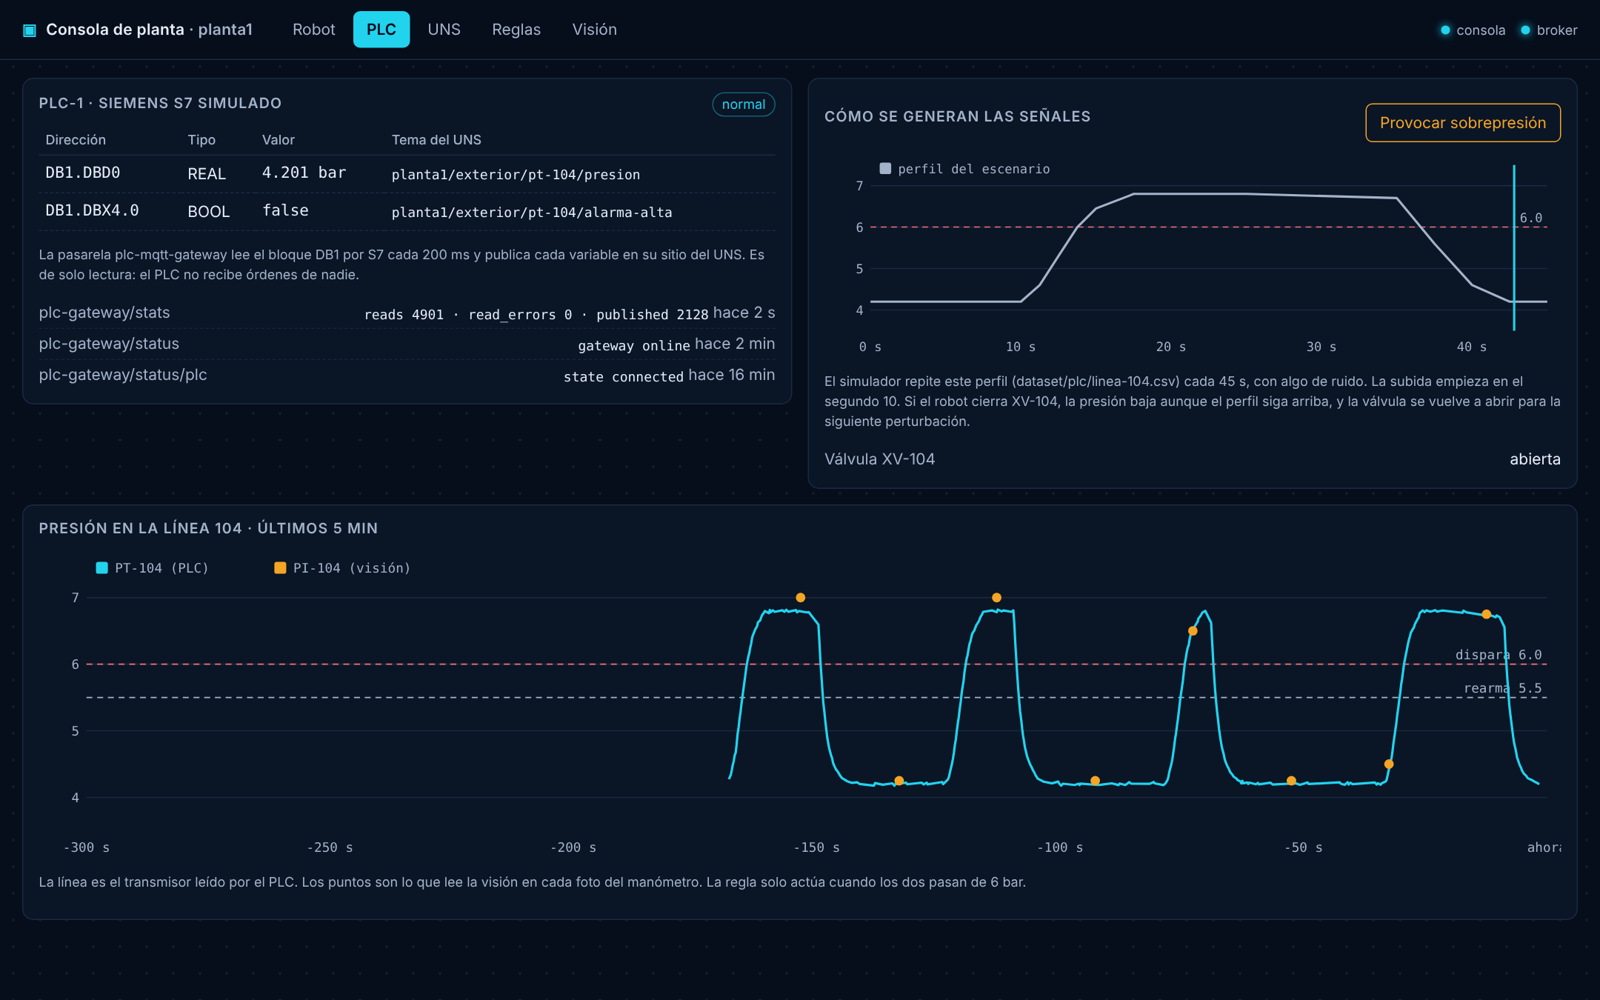 Consola de planta · planta1
Robot
PLC
UNS
Reglas
Visión
consola
broker
PLC-1 · SIEMENS S7 SIMULADO
normal
Dirección Tipo Valor Tema del UNS
DB1.DBD0 REAL 4.201 bar planta1/exterior/pt-104/presion
DB1.DBX4.0 BOOL false planta1/exterior/pt-104/alarma-alta
La pasarela plc-mqtt-gateway lee el bloque DB1 por S7 cada 200 ms y publica cada variable en su sitio del UNS. Es
de solo lectura: el PLC no recibe órdenes de nadie.
plc-gateway/stats reads 4901 · read_errors 0 · published 2128 hace 2 s
plc-gateway/status gateway online hace 2 min
plc-gateway/status/plc state connected hace 16 min
CÓMO SE GENERAN LAS SEÑALES
Provocar sobrepresión
perfil del escenario
7
6.0
6
5
4
0 s 10 s 20 s 30 s 40 s
El simulador repite este perfil (dataset/plc/linea-104.csv) cada 45 s, con algo de ruido. La subida empieza en el
segundo 10. Si el robot cierra XV-104, la presión baja aunque el perfil siga arriba, y la válvula se vuelve a abrir para la
siguiente perturbación.
Válvula XV-104 abierta
PRESIÓN EN LA LÍNEA 104 · ÚLTIMOS 5 MIN
PT-104 (PLC)
PI-104 (visión)
7
dispara 6.0
6
rearma 5.5
5
4
-300 s -250 s -200 s -150 s -100 s -50 s ahora
La línea es el transmisor leído por el PLC. Los puntos son lo que lee la visión en cada foto del manómetro. La regla solo actúa cuando los dos pasan de 6 bar.